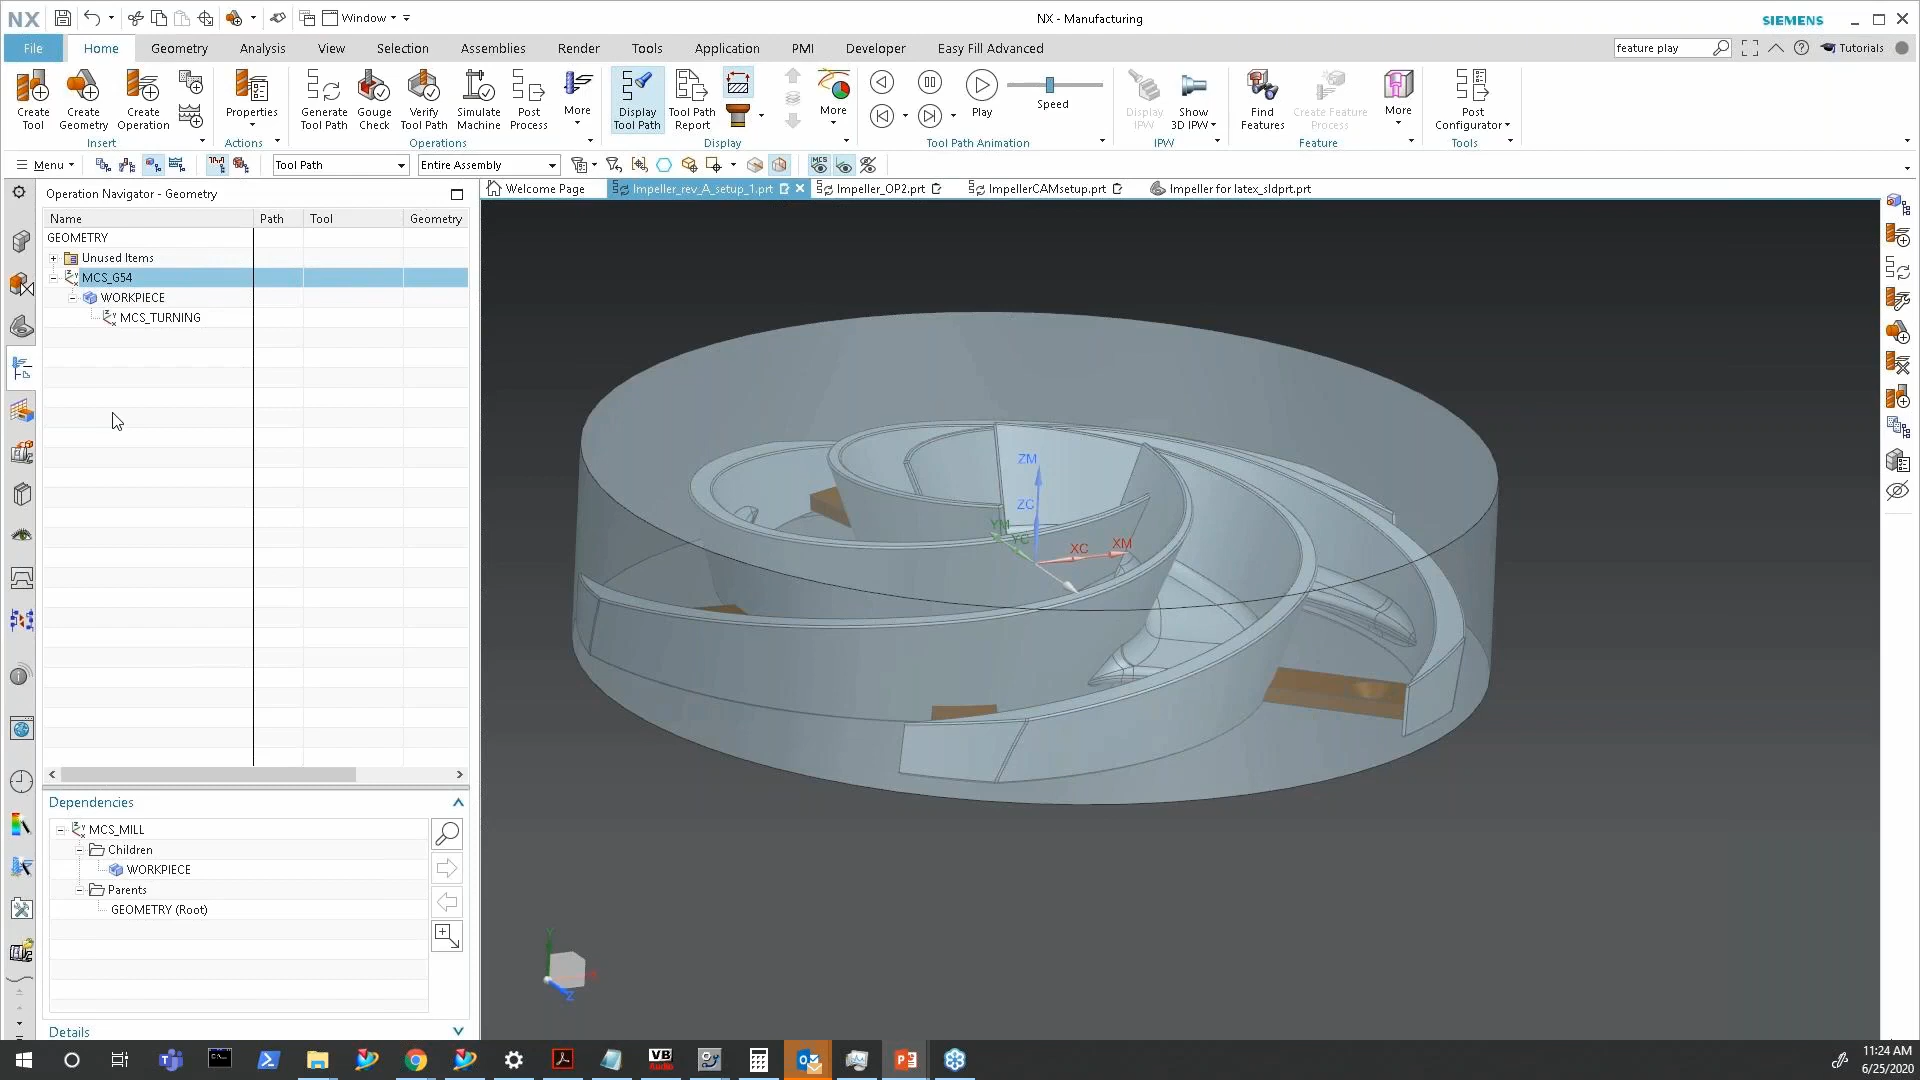 NX
Window
NX - Manufacturing
SIEMENS
File
Home
Geometry
Analysis
View
Selection
Assemblies
Render
Tools
Application
PMI
Developer
Easy Fill Advanced
feature play
Tutorials
Create Tool
Create Geometry
Create Operation
Properties
Generate Tool Path
Gouge Check
Verify Tool Path
Simulate Machine
Post Process
More
Display Tool Path
Tool Path Report
More
Play
Speed
Display IPW
Show 3D IPW
Find Features
Create Feature Process
More
Post Configurator
Insert
Actions
Operations
Display
Tool Path Animation
IPW
Feature
Tools
Menu
Tool Path
Entire Assembly
MCS
Operation Navigator - Geometry
Welcome Page
Impeller_rev_A_setup_1.prt
Impeller_OP2.prt
ImpellerCAMsetup.prt
Impeller for latex_sldprt.prt
Name
Path
Tool
Geometry
GEOMETRY
Unused Items
MCS_G54
WORKPIECE
MCS_TURNING
ZM
ZC
YM
YC
XC
XM
Dependencies
MCS_MILL
Children
WORKPIECE
Parents
GEOMETRY (Root)
Details
Y
X
Z
VB
Audio
11:24 AM
6/25/2020